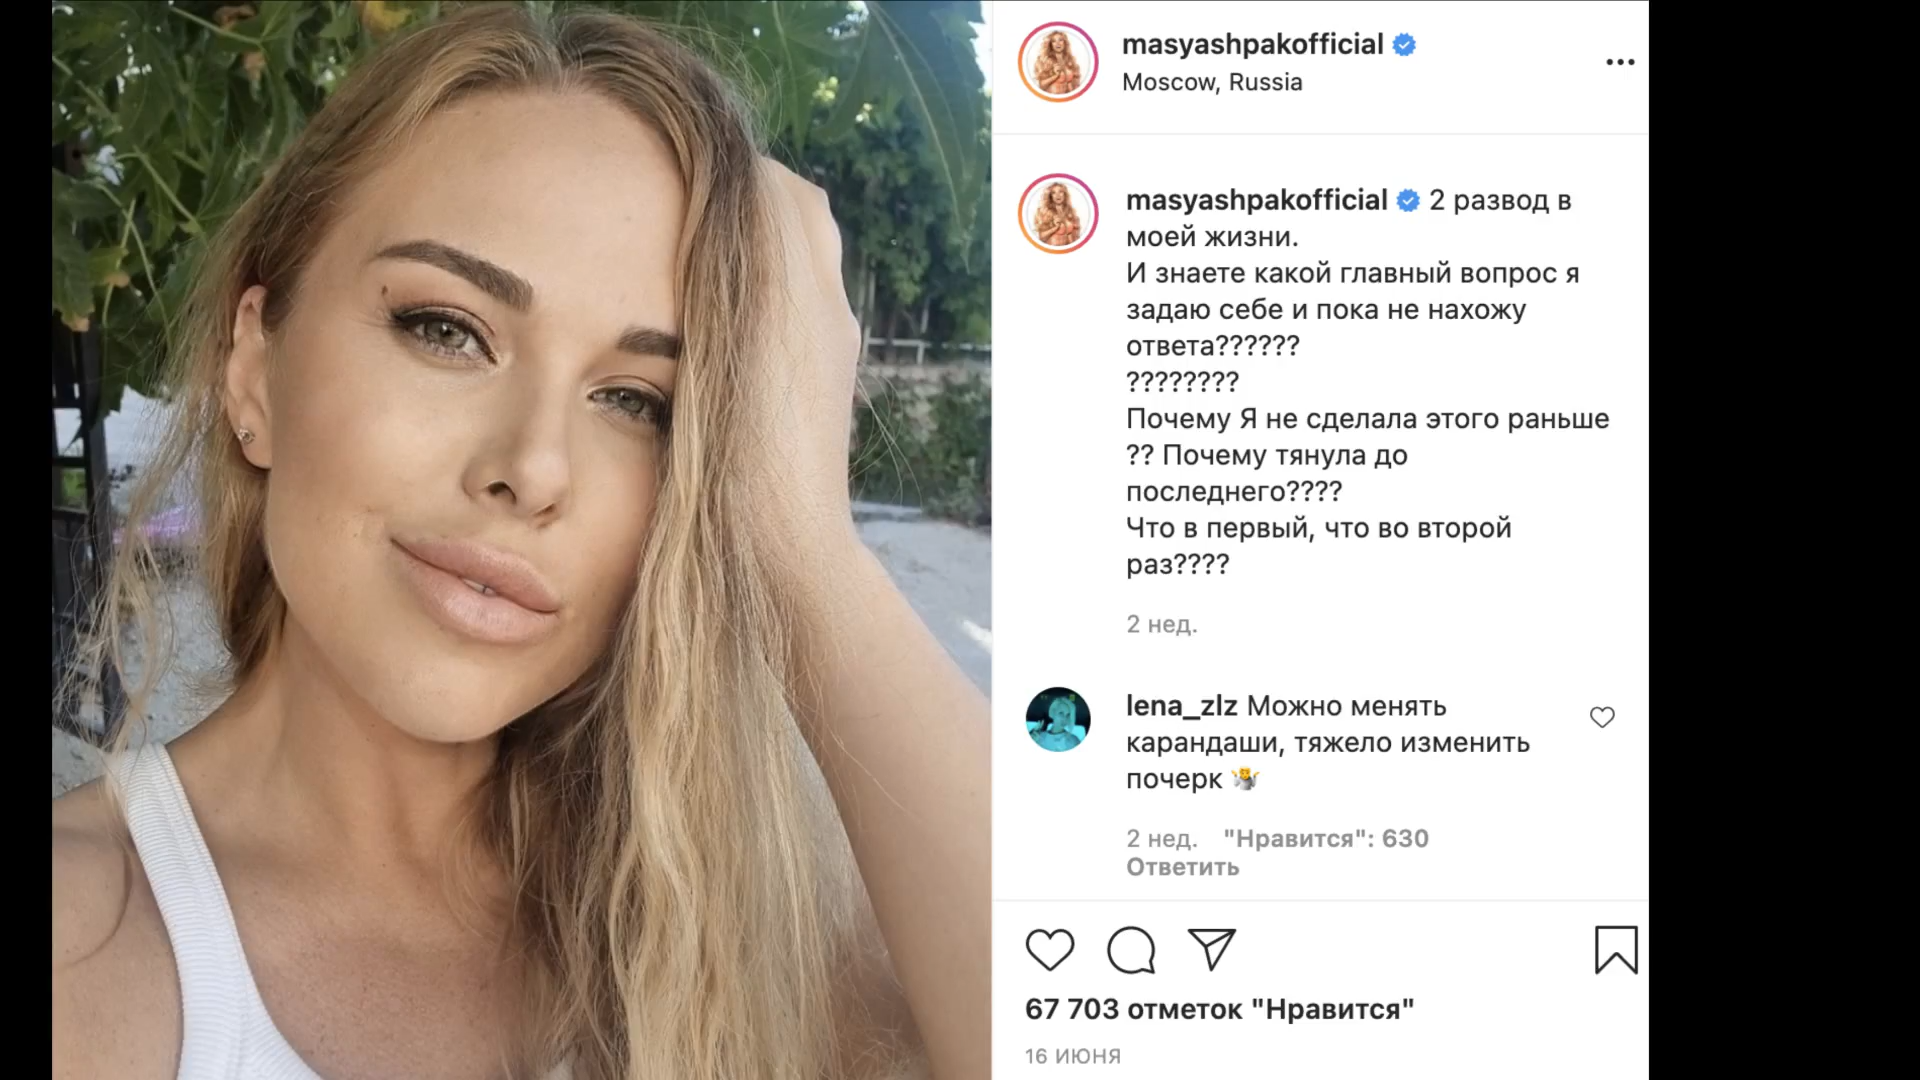 masyashpakofficial
Moscow, Russia
masyashpakofficial 2 развод в
моей жизни.
И знаете какой главный вопрос я
задаю себе и пока не нахожу
ответа??????
????????
Почему Я не сделала этого раньше
?? Почему тянула до
последнего????
Что в первый, что во второй
раз????
2 нед.
lena_zlz Можно менять
карандаши, тяжело изменить
почерк 🤷
2 нед. "Нравится": 630
Ответить
67 703 отметок "Нравится"
16 ИЮНЯ